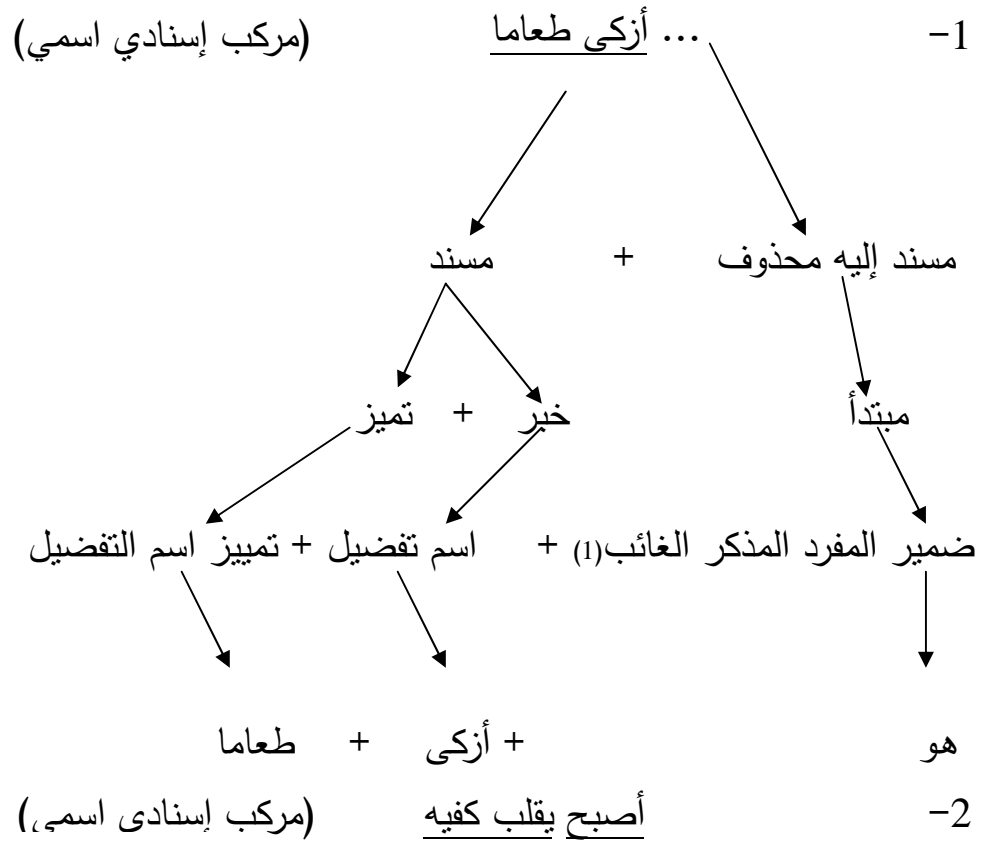 1- ... أزكى طعاما (مركب إسنادي اسمي)
مسند إليه محذوف + مسند
مبتدأ خبر + تميز
ضمير المفرد المذكر الغائب(1) + اسم تفضيل + تمييز اسم التفضيل
هو + أزكى + طعاما
2- أصبح يقلب كفيه (مركب إسنادي اسمي)